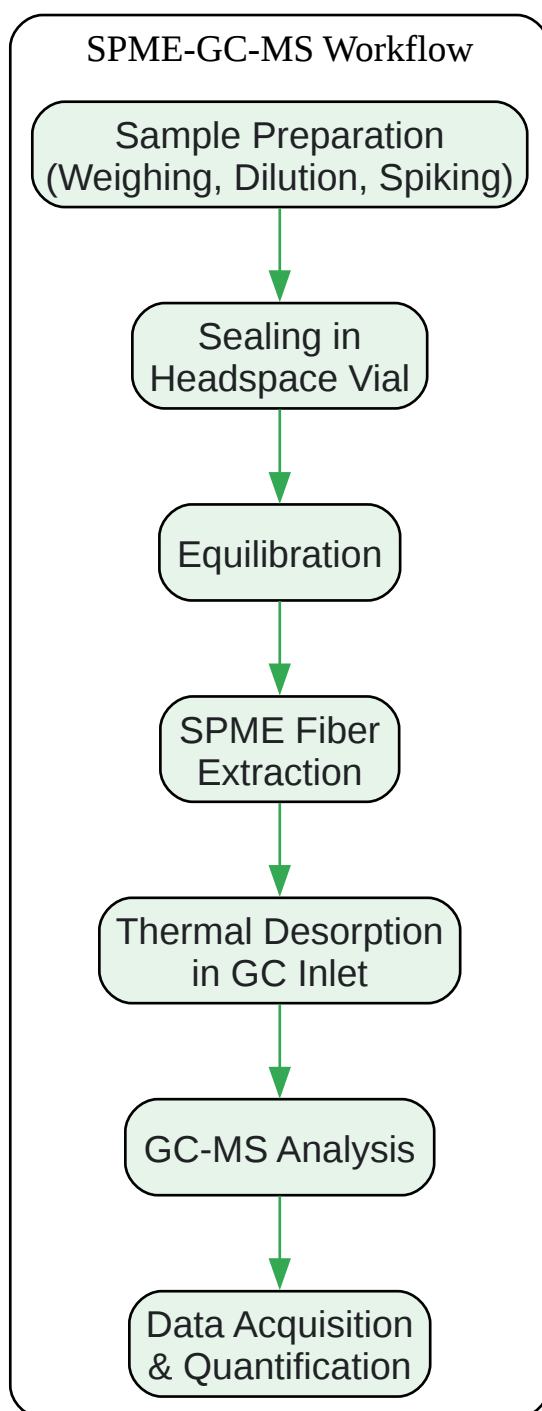 SPME-GC-MS Workflow
Sample Preparation
(Weighing, Dilution, Spiking)
Sealing in
Headspace Vial
Equilibration
SPME Fiber
Extraction
Thermal Desorption
in GC Inlet
GC-MS Analysis
Data Acquisition
& Quantification